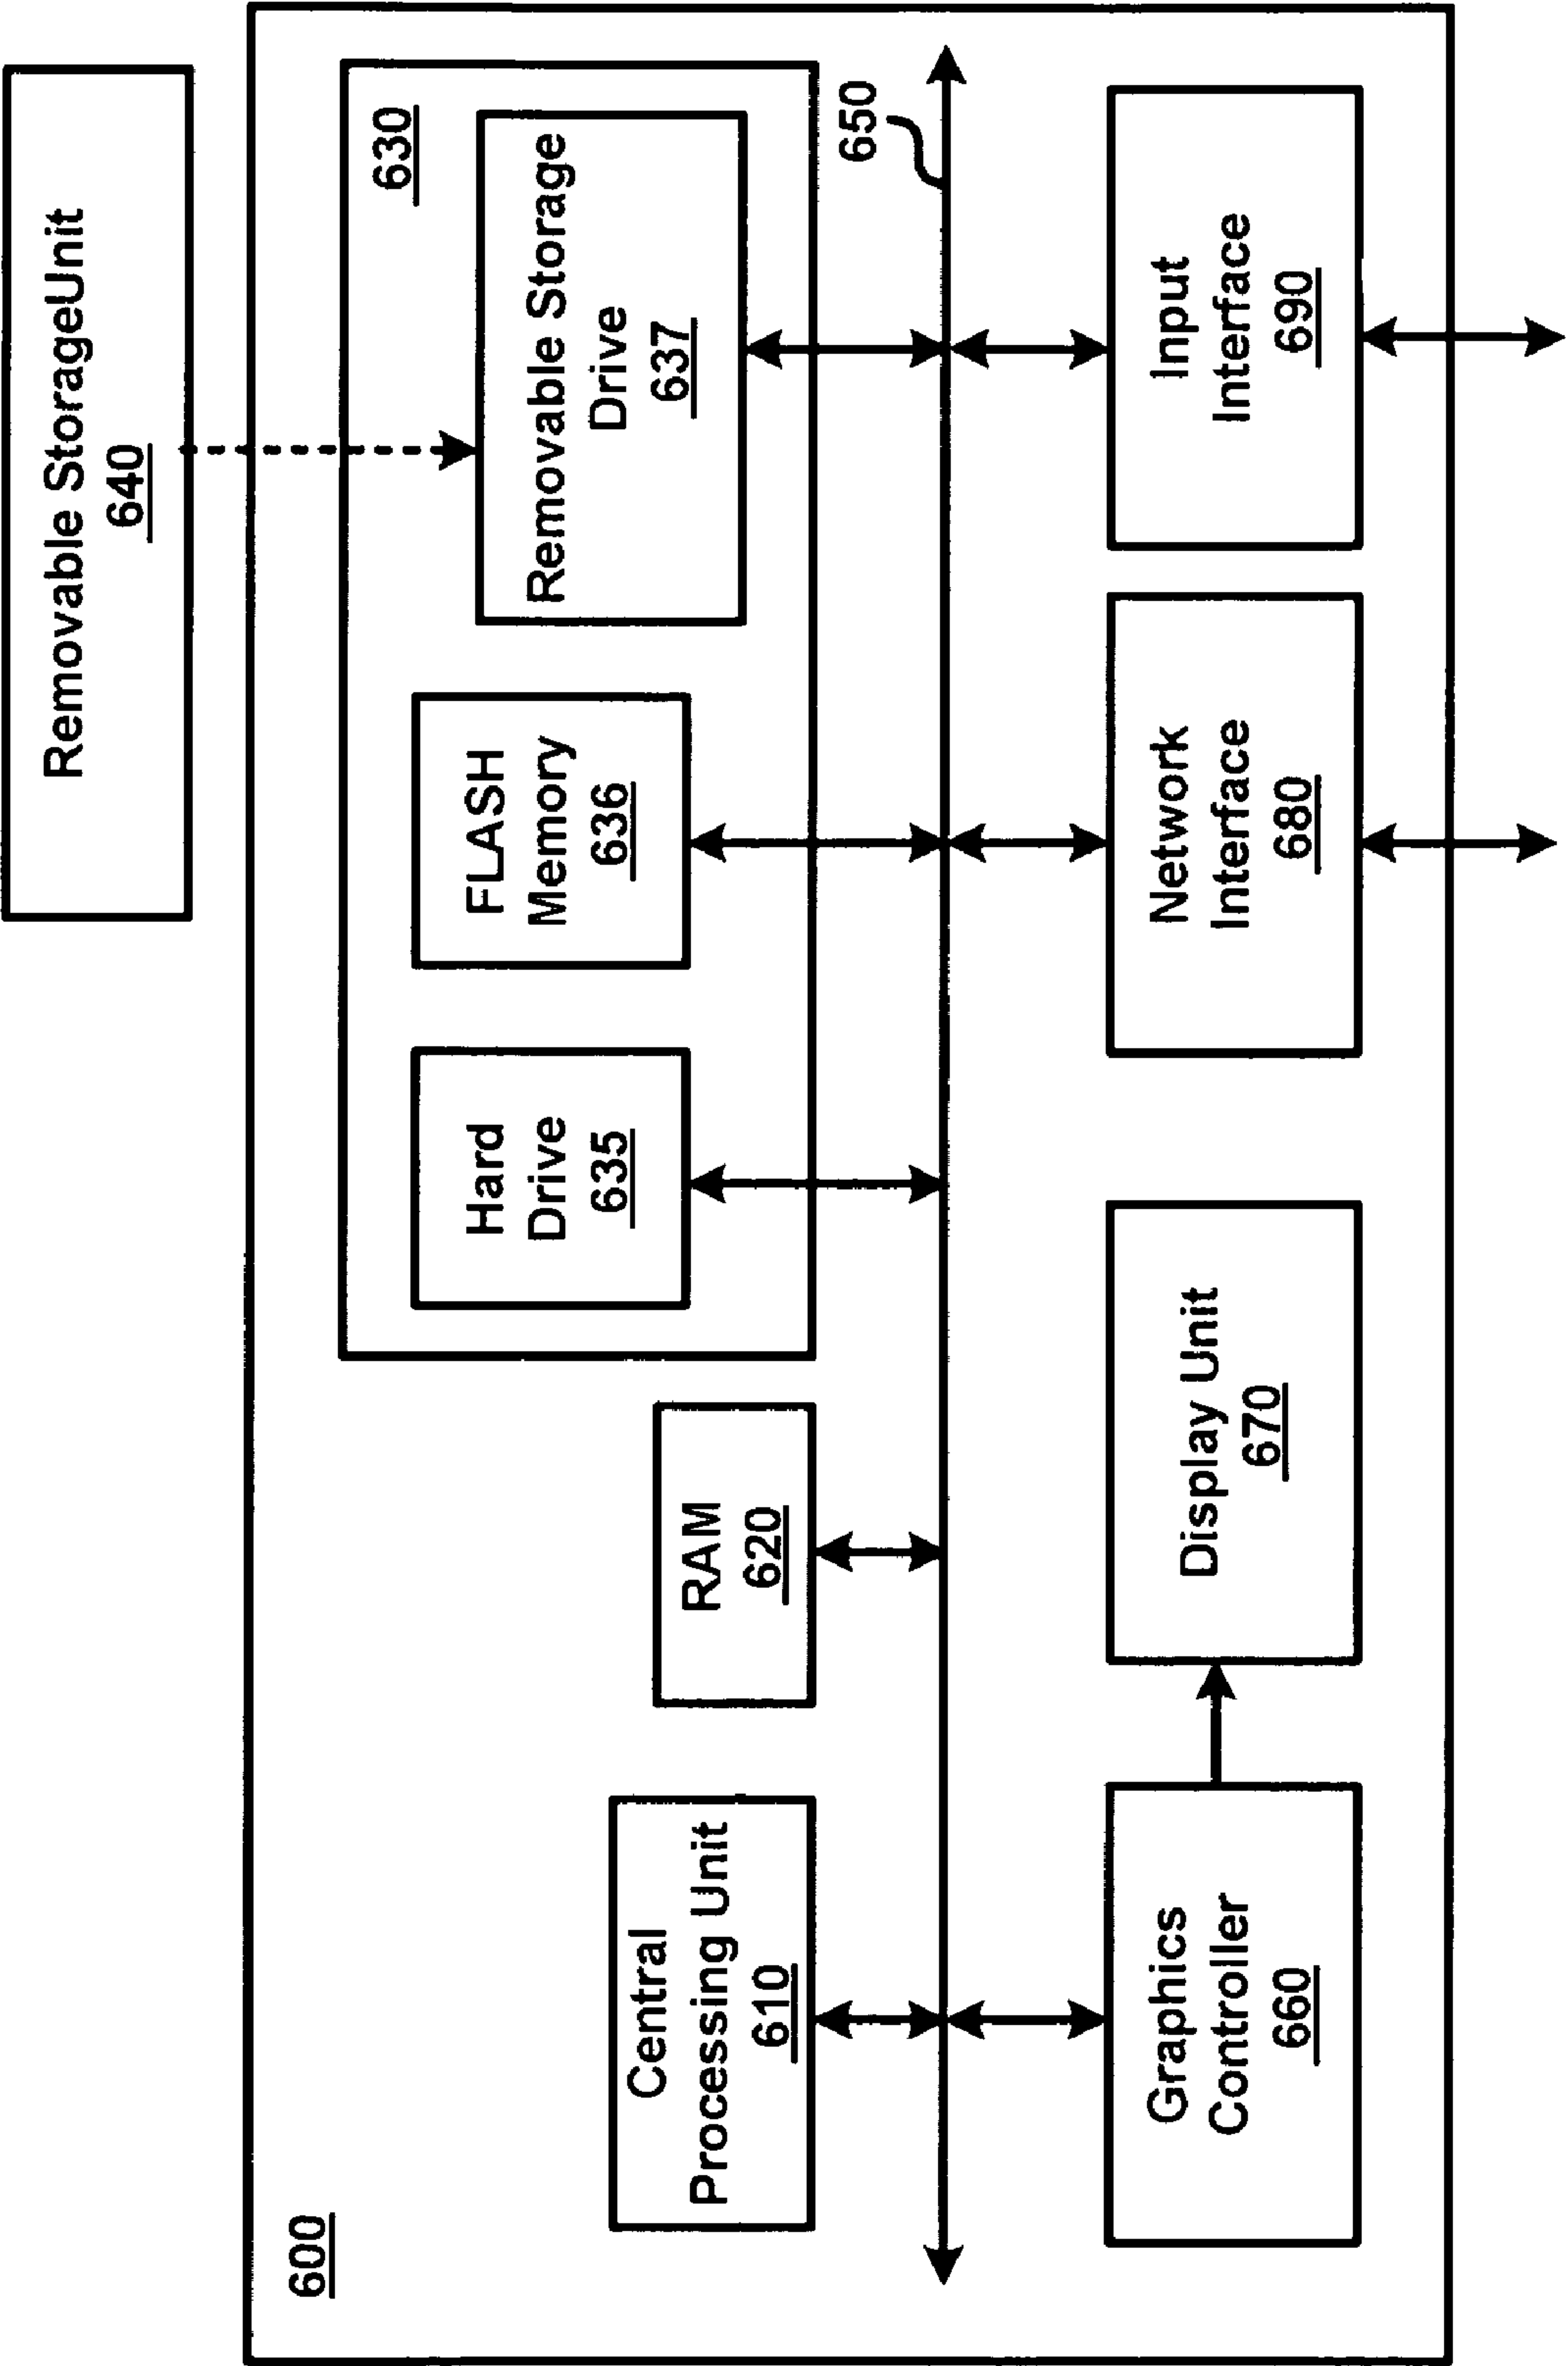 Removable StorageUnit
640
600
630
Hard
Drive
635
FLASH
Memory
636
Removable Storage
Drive
637
Central
Processing Unit
610
RAM
620
650
Graphics
Controller
660
Display Unit
670
Network
Interface
680
Input
Interface
690